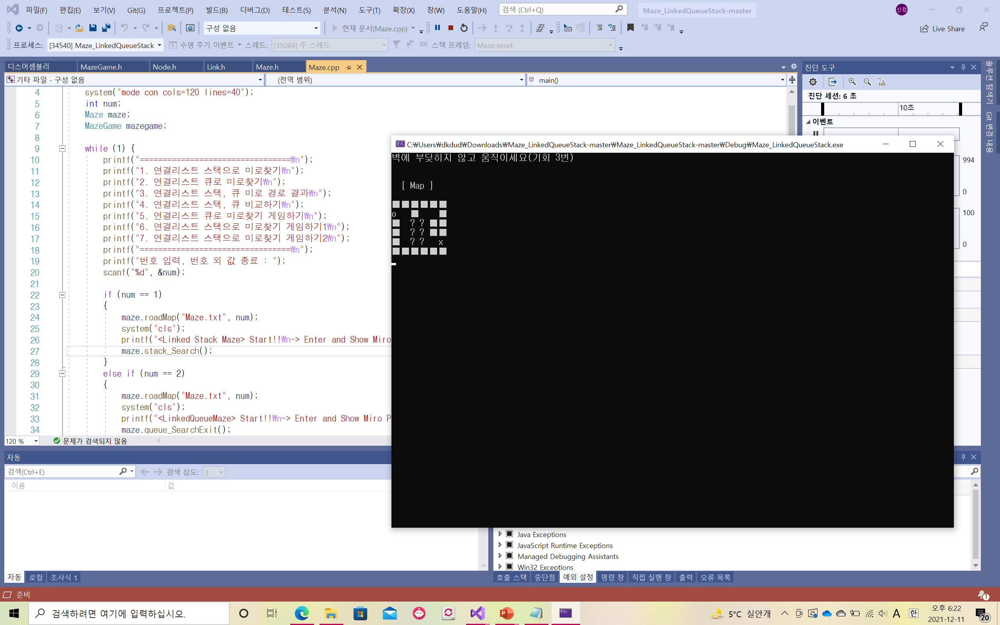 파일(F) 편집(E) 보기(V) Git(G) 프로젝트(P) 빌드(B) 디버그(D) 테스트(S) 분석(N) 도구(T) 확장(X) 창(W) 도움말(H) 검색 (Ctrl+Q) Maze_LinkedQueueStack-master 신컴
구성 없음 현재 문서(Maze.cpp) Live Share
프로세스: [34540] Maze_LinkedQueueStack 수명 주기 이벤트 스레드: [35084] 주 스레드 스택 프레임: Maze::reset
디스어셈블리 MazeGame.h Node.h Link.h Maze.h Maze.cpp
기타 파일 - 구성 없음 (전역 범위) main()
4 system("mode con cols=120 lines=40");
5 int num;
6 Maze maze;
7 MazeGame mazegame;
8
9 while (1) {
10 printf("=================================₩n");
11 printf("1. 연결리스트 스택으로 미로찾기₩n");
12 printf("2. 연결리스트 큐로 미로찾기₩n");
13 printf("3. 연결리스트 스택, 큐 미로 경로 결과₩n");
14 printf("4. 연결리스트 스택, 큐 비교하기₩n");
15 printf("5. 연결리스트 큐로 미로찾기 게임하기₩n");
16 printf("6. 연결리스트 스택으로 미로찾기 게임하기1₩n");
17 printf("7. 연결리스트 스택으로 미로찾기 게임하기2₩n");
18 printf("=================================₩n");
19 printf("번호 입력, 번호 외 값 종료 : ");
20 scanf("%d", &num);
21
22 if (num == 1)
23 {
24 maze.roadMap("Maze.txt", num);
25 system("cls");
26 printf("<Linked Stack Maze> Start!!₩n-> Enter and Show Miro
27 maze.stack_Search();
28 }
29 else if (num == 2)
30 {
31 maze.roadMap("Maze.txt", num);
32 system("cls");
33 printf("<LinkedQueueMaze> Start!!₩n-> Enter and Show Miro P
34 maze.queue_SearchExit();
120 % 문제가 검색되지 않음
C:₩Users₩dkdud₩Downloads₩Maze_LinkedQueueStack-master₩Maze_LinkedQueueStack-master₩Debug₩Maze_LinkedQueueStack.exe
벽에 부딪히지 않고 움직이세요(기회 3번)
[ Map ]
■■■■■■
o ■ ■
■ ? ? ■■
■ ? ? ■■
■ ? ? x
■■■■■■
진단 도구
진단 세션: 6 초
10초
이벤트
994
0
100
0
솔루션 탐색기
Git 변경 내용
자동
검색(Ctrl+E) 검색 심도: 3
이름 값
Java Exceptions
JavaScript Runtime Exceptions
Managed Debugging Assistants
Win32 Exceptions
자동 로컬 조사식 1
호출 스택 중단점 예외 설정 명령 창 직접 실행 창 출력 오류 목록
준비 1
검색하려면 여기에 입력하십시오. 5°C 실안개 A 한 오후 6:22
2021-12-11 20